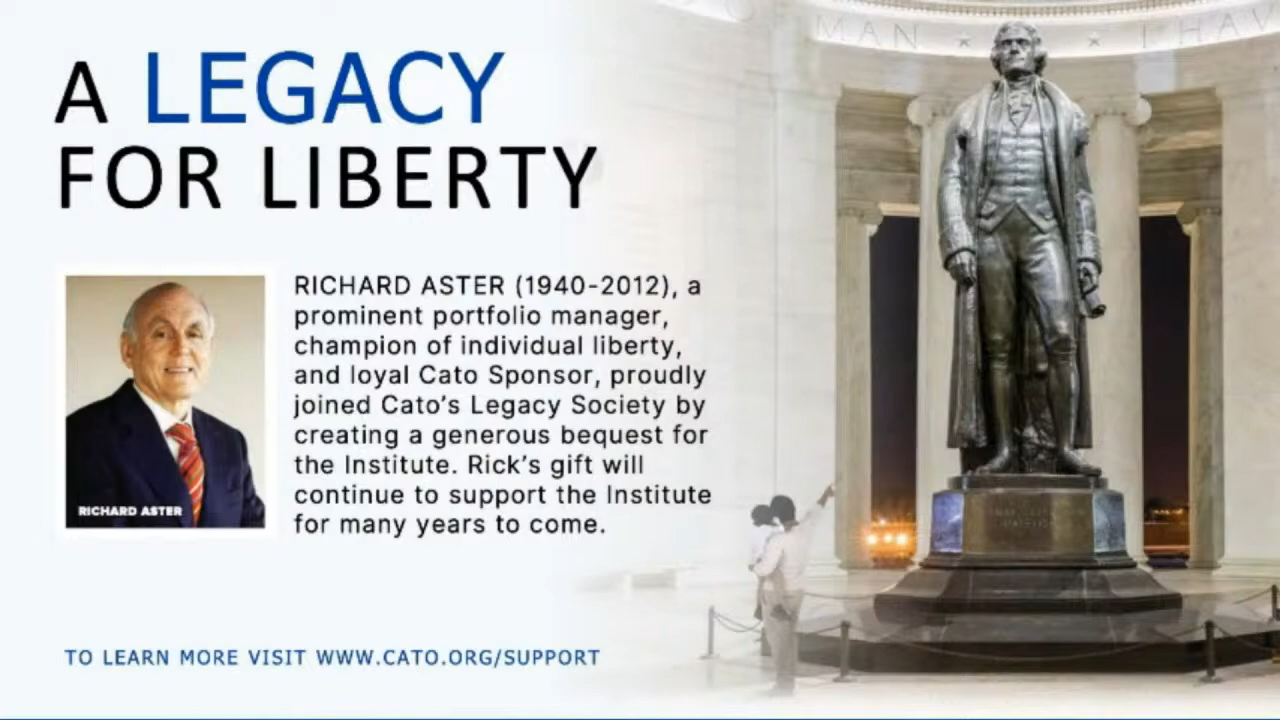 A LEGACY
FOR LIBERTY
RICHARD ASTER (1940-2012), a
prominent portfolio manager,
champion of individual liberty,
and loyal Cato Sponsor, proudly
joined Cato's Legacy Society by
creating a generous bequest for
the Institute. Rick's gift will
continue to support the Institute
for many years to come.
RICHARD ASTER
TO LEARN MORE VISIT WWW.CATO.ORG/SUPPORT
MAN ★ ★ I HAV